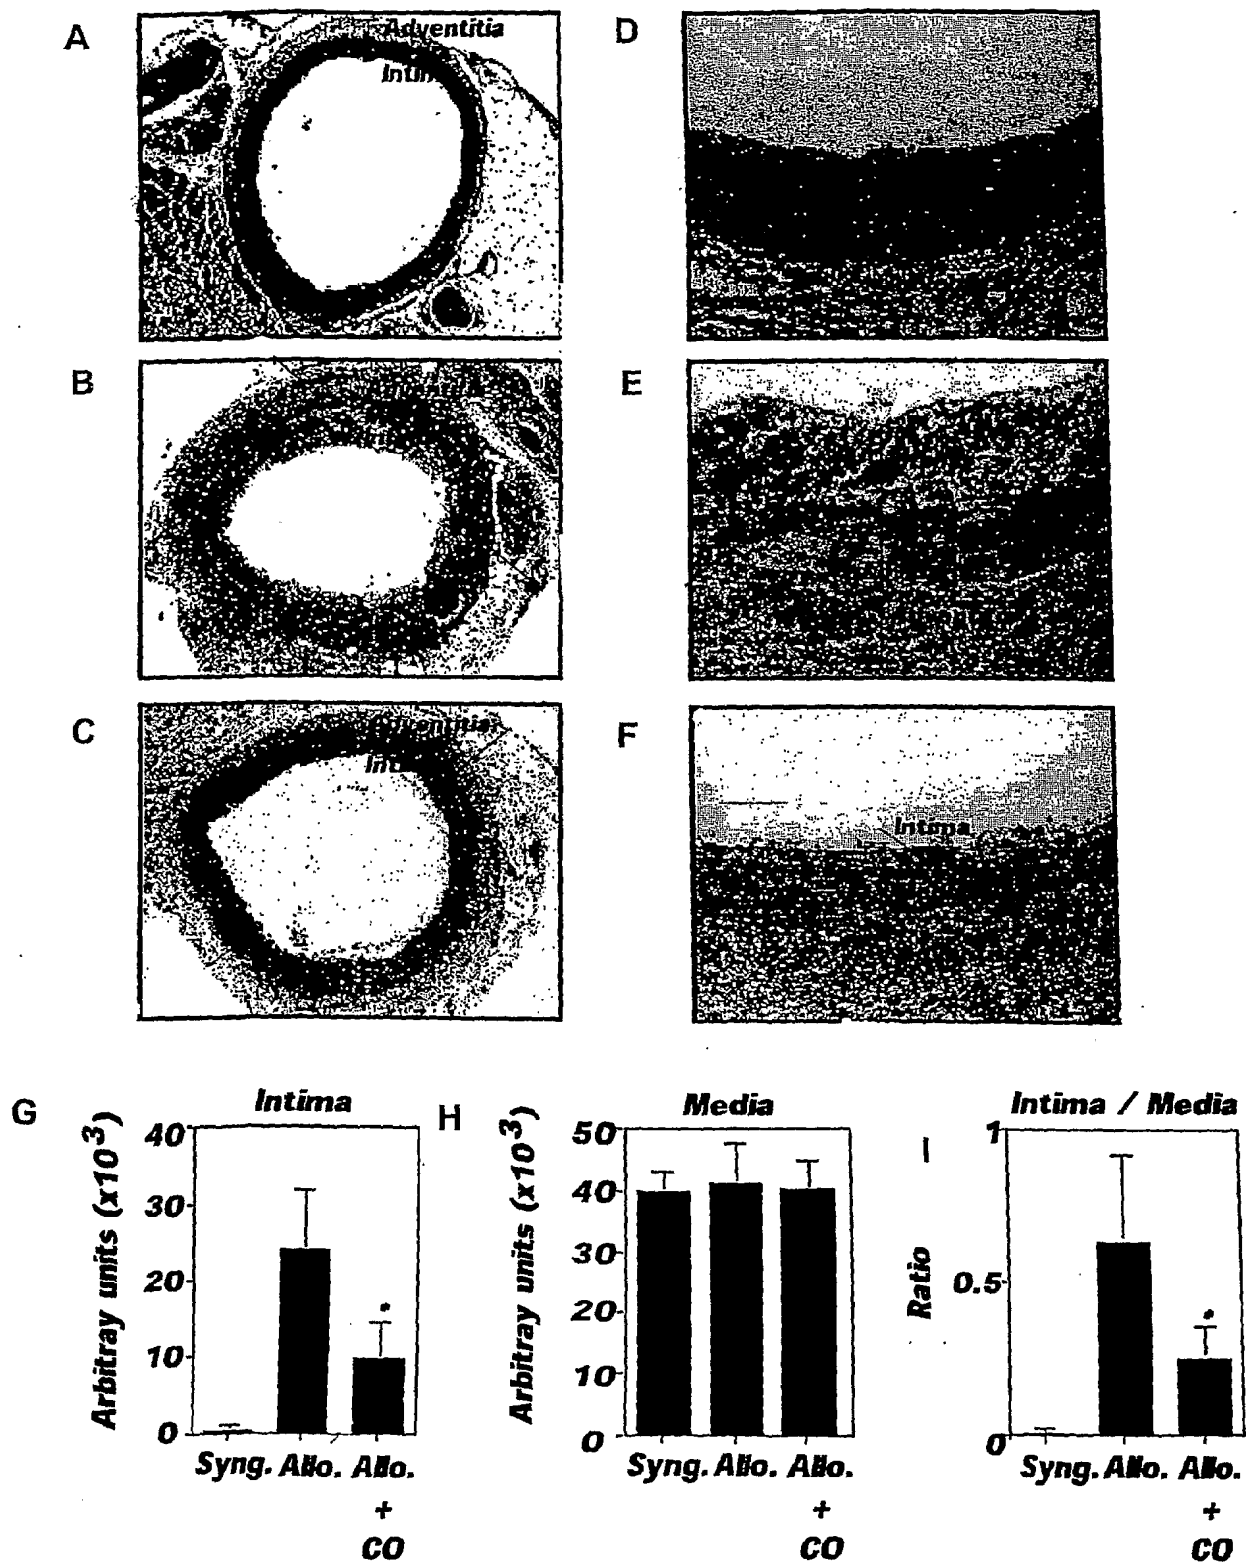 A
Adventitia
D
B
E
C
Adventitia
F
Intima
G
Intima
Arbitray units (x10³)
40
30
20
10
0
Syng. Allo. Allo.
+
CO
H
Media
Arbitray units (x10³)
50
40
30
20
10
0
Syng. Allo. Allo.
+
CO
I
Intima / Media
Ratio
1
0.5
0
Syng. Allo. Allo.
+
CO
*
*